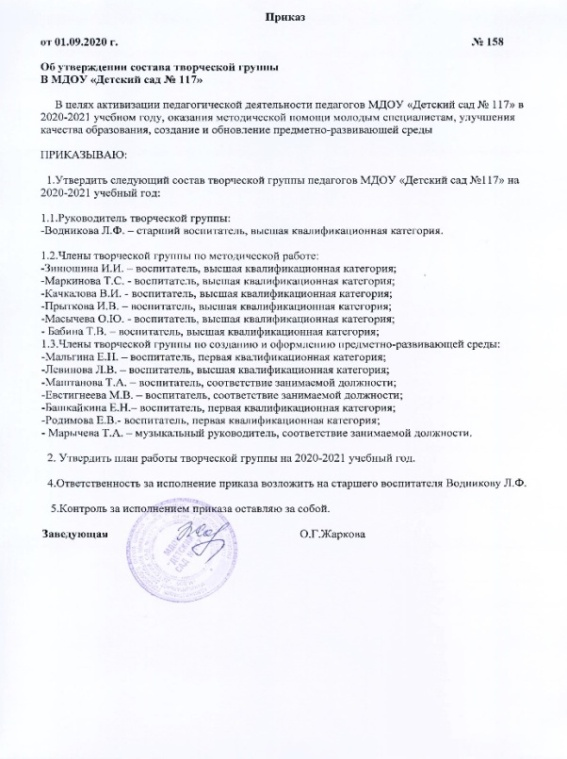 Приказ
от 01.09.2020 г. № 158
Об утверждении состава творческой группы
В МДОУ «Детский сад № 117»
В целях активизации педагогической деятельности педагогов МДОУ «Детский сад № 117» в
2020-2021 учебном году, оказания методической помощи молодым специалистам, улучшения
качества образования, создание и обновление предметно-развивающей среды
ПРИКАЗЫВАЮ:
1.Утвердить следующий состав творческой группы педагогов МДОУ «Детский сад №117» на
2020-2021 учебный год:
1.1.Руководитель творческой группы:
-Водникова Л.Ф. – старший воспитатель, высшая квалификационная категория.
1.2.Члены творческой группы по методической работе:
-Зинюшина И.И. – воспитатель, высшая квалификационная категория;
-Маркинова Т.С. - воспитатель, высшая квалификационная категория;
-Качкалова В.И. - воспитатель, высшая квалификационная категория;
-Прыткова И.В. – воспитатель, высшая квалификационная категория;
-Масычева О.Ю. - воспитатель, высшая квалификационная категория;
- Бабина Т.В. – воспитатель, высшая квалификационная категория;
1.3.Члены творческой группы по созданию и оформлению предметно-развивающей среды:
-Мальгина Е.П. – воспитатель, первая квалификационная категория;
-Левинова Л.В. – воспитатель, высшая квалификационная категория;
-Маштанова Т.А. – воспитатель, соответствие занимаемой должности;
-Евстигнеева М.В. – воспитатель, соответствие занимаемой должности;
-Башкайкина Е.Н.– воспитатель, первая квалификационная категория;
-Родимова Е.В.- воспитатель, первая квалификационная категория;
- Марычева Т.А. – музыкальный руководитель, соответствие занимаемой должности.
2. Утвердить план работы творческой группы на 2020-2021 учебный год.
4.Ответственность за исполнение приказа возложить на старшего воспитателя Водникову Л.Ф.
5.Контроль за исполнением приказа оставляю за собой.
Заведующая О.Г.Жаркова